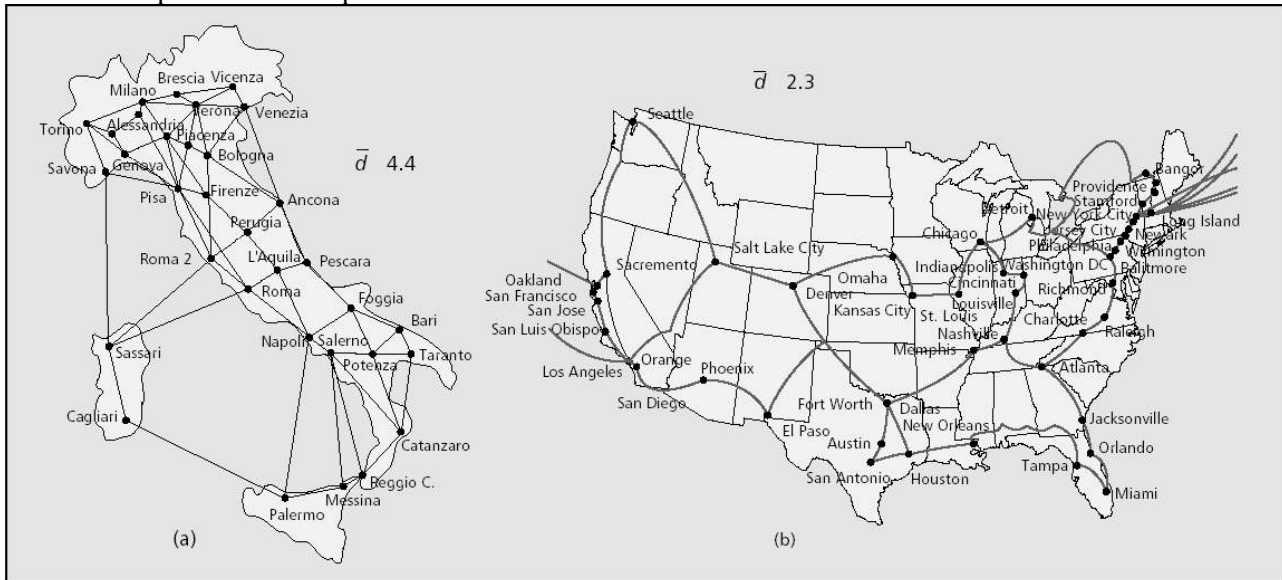 Brescia
Vicenza
Milano
Verona
Venezia
Torino
Alessandria
Piacenza
Savona
Genova
Bologna
d̅ 4.4
Pisa
Firenze
Ancona
Perugia
Roma 2
L'Aquila
Pescara
Roma
Foggia
Bari
Napoli
Salerno
Sassari
Potenza
Taranto
Cagliari
Catanzaro
Reggio C.
Messina
Palermo
(a)
d̅ 2.3
Seattle
Bangor
Providence
Stamford
Detroit
New York City
Long Island
Chicago
Jersey City
Newark
Philadelphia
Wilmington
Salt Lake City
Indianapolis
Washington DC
Balitmore
Sacremento
Omaha
Cincinnati
Oakland
Denver
Richmond
San Francisco
Kansas City
Louisville
San Jose
St. Louis
Charlotte
San Luis Obispo
Nashville
Raleigh
Memphis
Orange
Los Angeles
Phoenix
Atlanta
San Diego
Fort Worth
Dallas
New Orleans
Jacksonville
El Paso
Austin
Orlando
San Antonio
Houston
Tampa
Miami
(b)